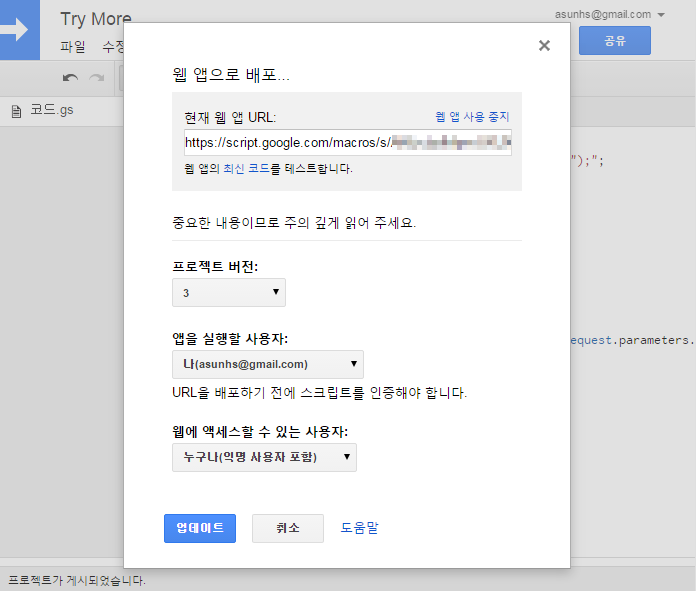 Try More
asunhs@gmail.com
파일 수정
공유
코드.gs
웹 앱으로 배포...
현재 웹 앱 URL:
웹 앱 사용 중지
https://script.google.com/macros/s/
웹 앱의 최신 코드를 테스트합니다.
");";
중요한 내용이므로 주의 깊게 읽어 주세요.
프로젝트 버전:
3
앱을 실행할 사용자:
equest.parameters.
나(asunhs@gmail.com)
URL을 배포하기 전에 스크립트를 인증해야 합니다.
웹에 액세스할 수 있는 사용자:
누구나(익명 사용자 포함)
업데이트
취소
도움말
프로젝트가 게시되었습니다.